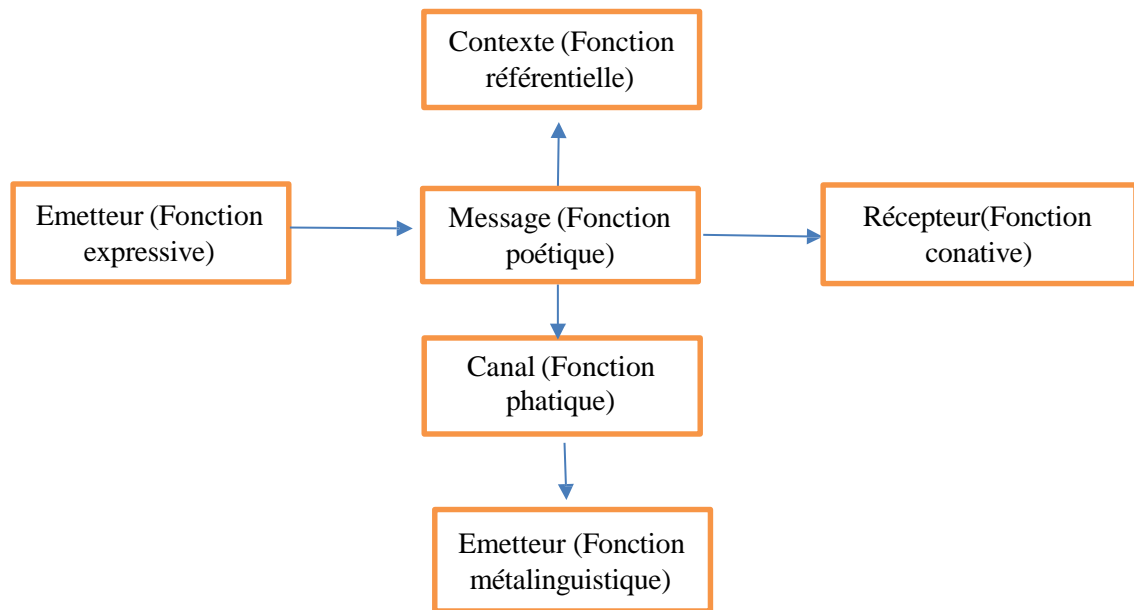 Contexte (Fonction
référentielle)
Emetteur (Fonction
expressive)
Message (Fonction
poétique)
Récepteur(Fonction
conative)
Canal (Fonction
phatique)
Emetteur (Fonction
métalinguistique)